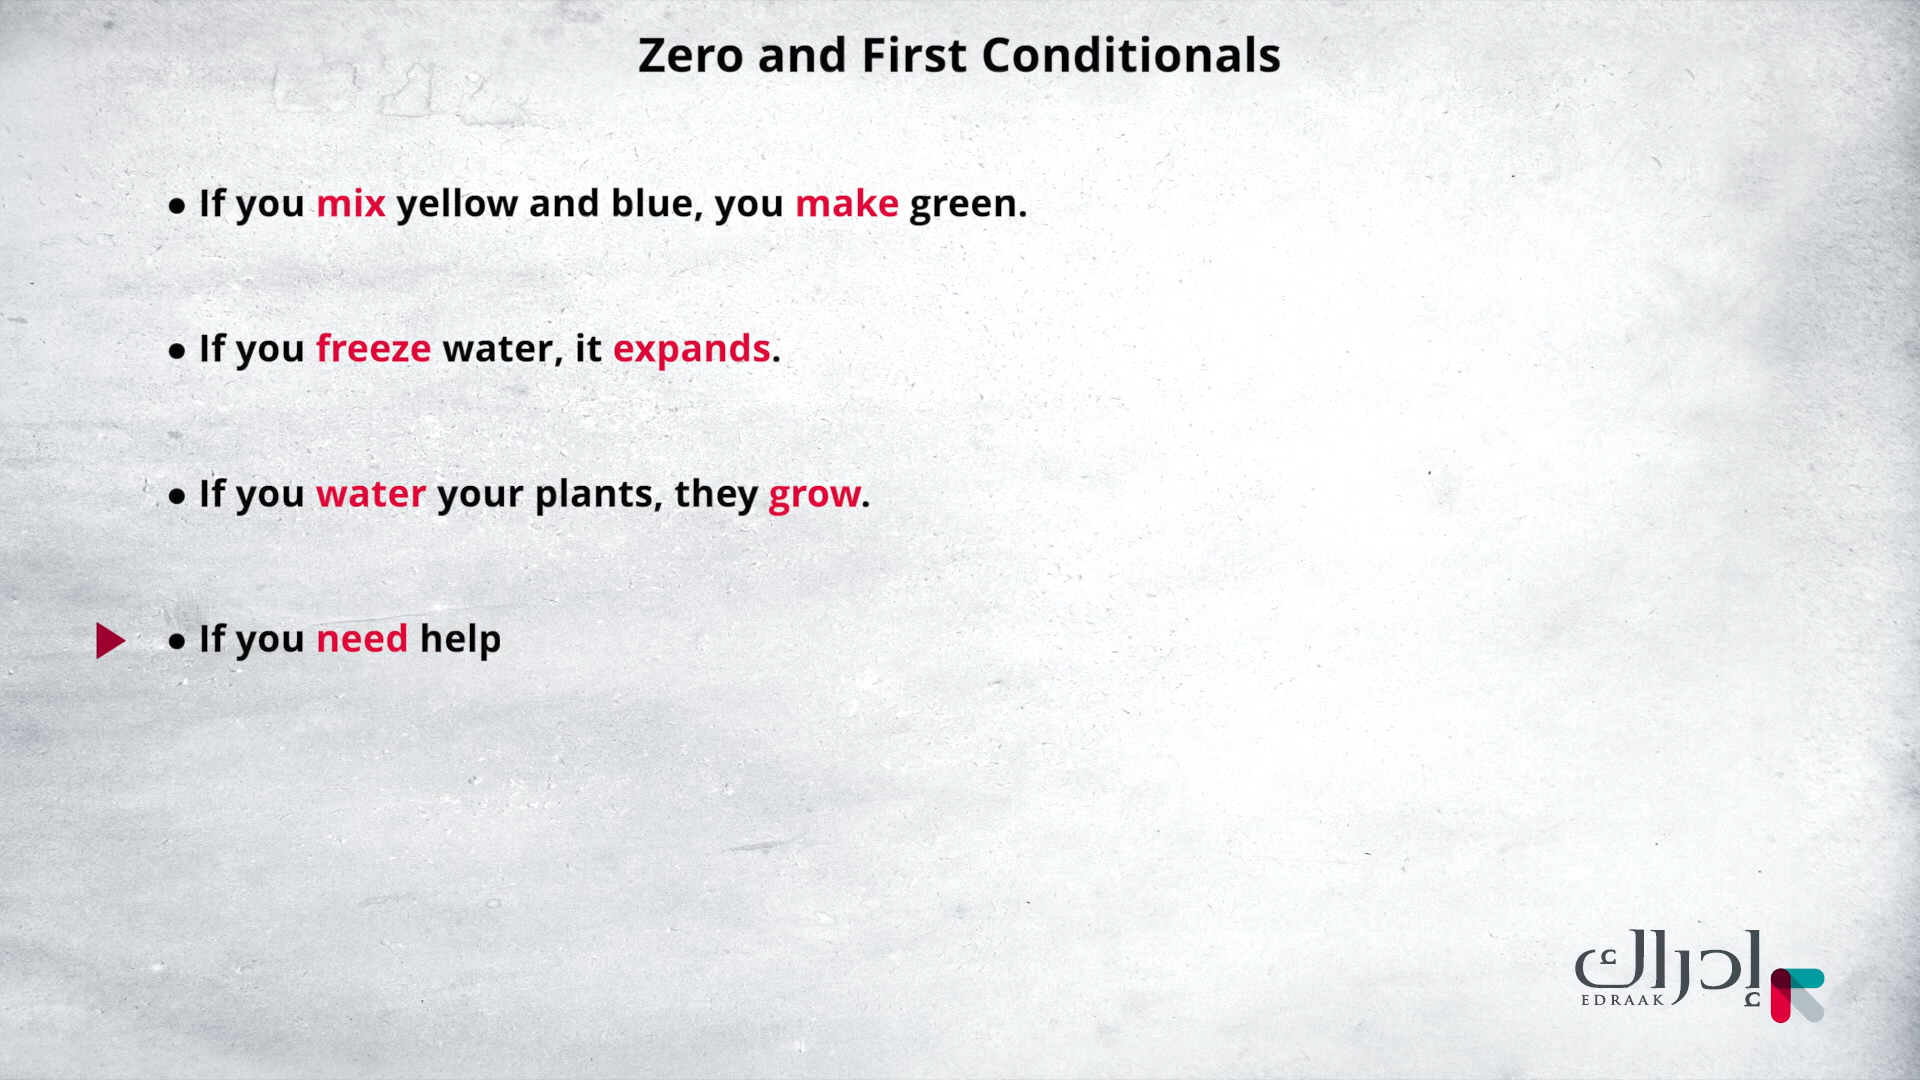 Zero and First Conditionals
• If you mix yellow and blue, you make green.
• If you freeze water, it expands.
• If you water your plants, they grow.
• If you need help
إدراك
EDRAAK